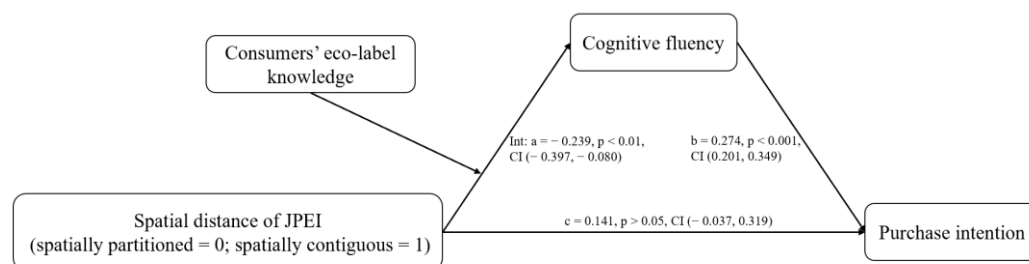 Cognitive fluency
Consumers’ eco-label
knowledge
Int: a = − 0.239, p < 0.01,
CI (− 0.397, − 0.080)
b = 0.274, p < 0.001,
CI (0.201, 0.349)
Spatial distance of JPEI
(spatially partitioned = 0; spatially contiguous = 1)
c = 0.141, p > 0.05, CI (− 0.037, 0.319)
Purchase intention